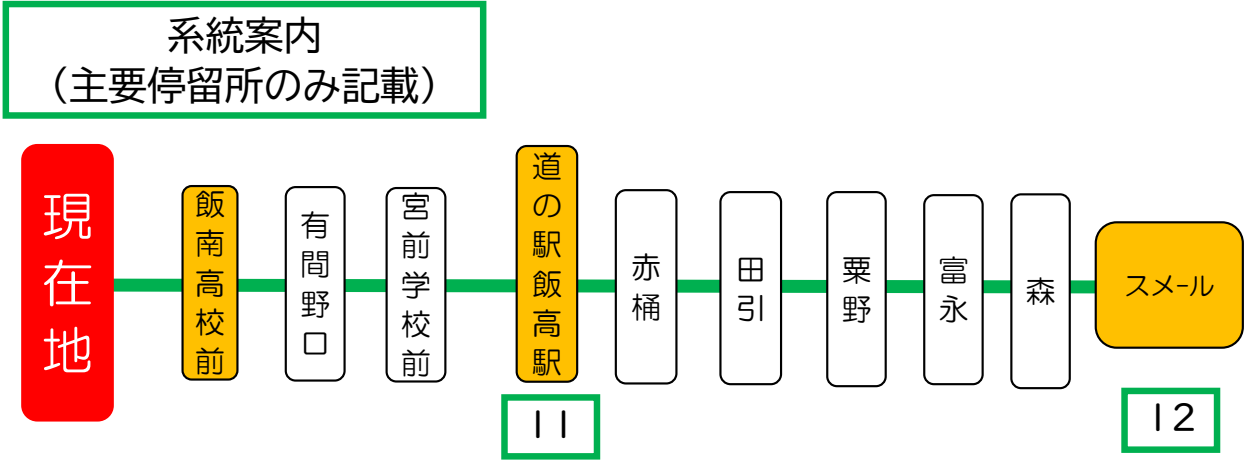 系統案内
（主要停留所のみ記載）
現在地
飯南高校前
有間野口
宮前学校前
道の駅飯高駅
赤桶
田引
粟野
富永
森
スメール
11
12